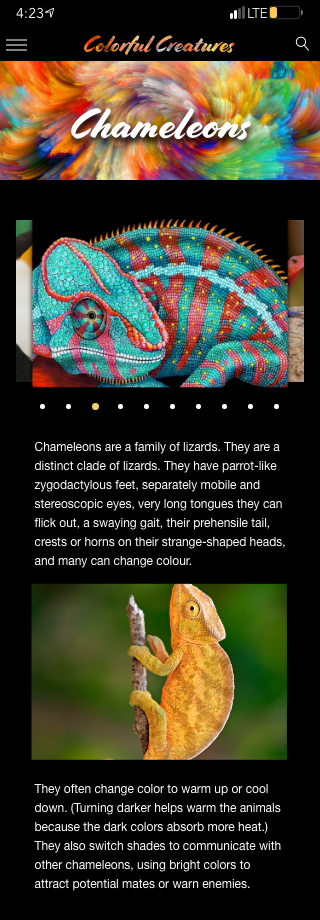 4:23
LTE
Colorful Creatures
Chameleons
Chameleons are a family of lizards. They are a
distinct clade of lizards. They have parrot-like
zygodactylous feet, separately mobile and
stereoscopic eyes, very long tongues they can
flick out, a swaying gait, their prehensile tail,
crests or horns on their strange-shaped heads,
and many can change colour.
They often change color to warm up or cool
down. (Turning darker helps warm the animals
because the dark colors absorb more heat.)
They also switch shades to communicate with
other chameleons, using bright colors to
attract potential mates or warn enemies.